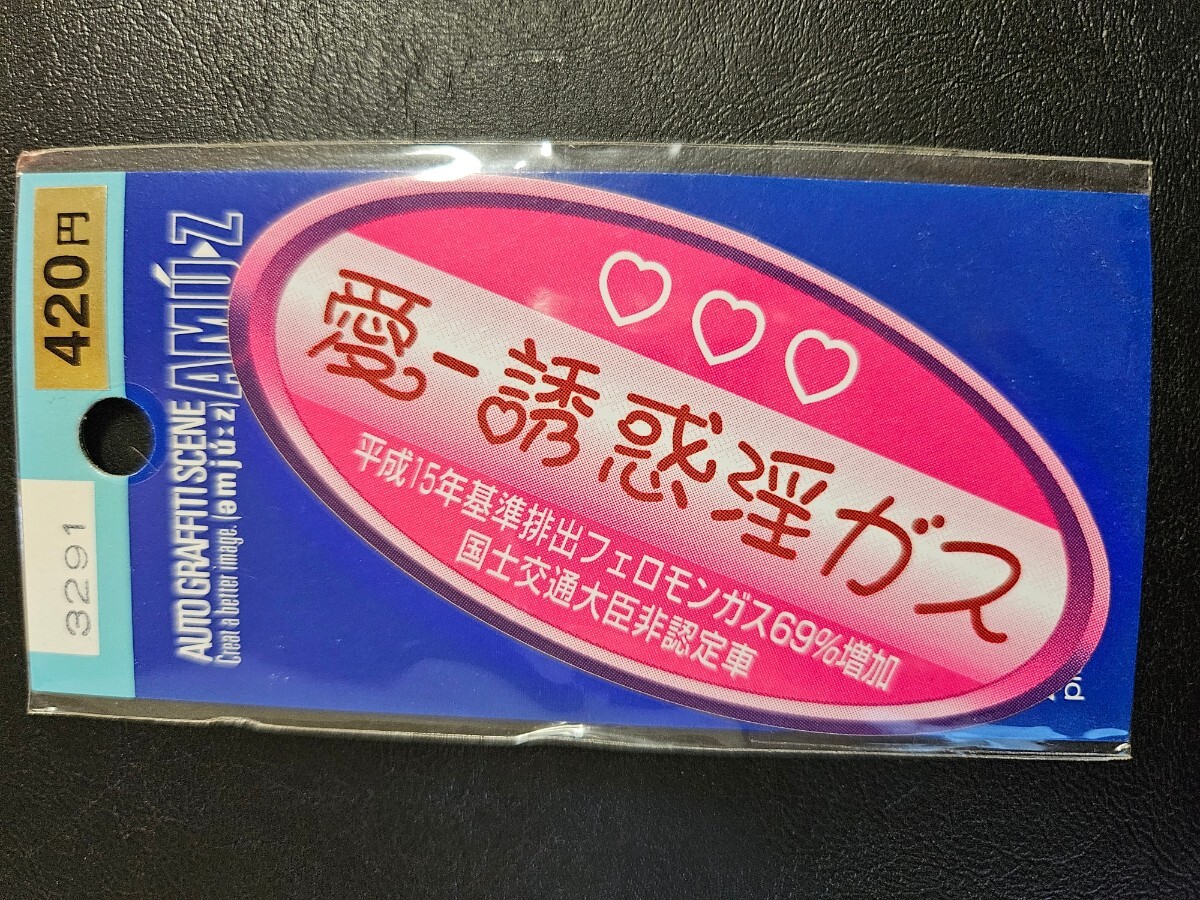 420円
3291
AUTO GRAFFITI SCENE
Creat a better image. (əmjú:z)
AMÚZ
愛-誘惑淫ガス
平成15年基準排出フェロモンガス69%増加
国土交通大臣非認定車